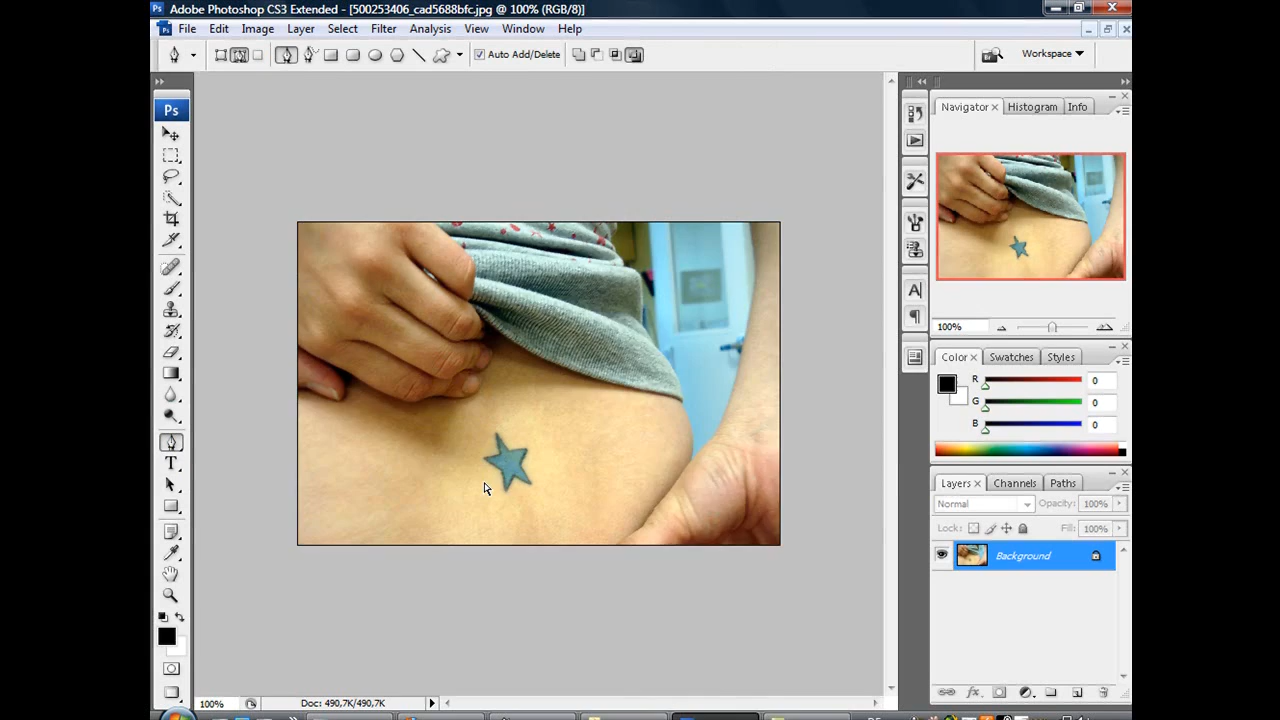 Adobe Photoshop CS3 Extended - [500253406_cad5688bfc.jpg @ 100% (RGB/8)]
File Edit Image Layer Select Filter Analysis View Window Help
Auto Add/Delete
Workspace
Ps
Navigator Histogram Info
100%
Color Swatches Styles
R 0
G 0
B 0
Layers Channels Paths
Normal Opacity: 100%
Lock: Fill: 100%
Background
100% Doc: 490,7K/490,7K